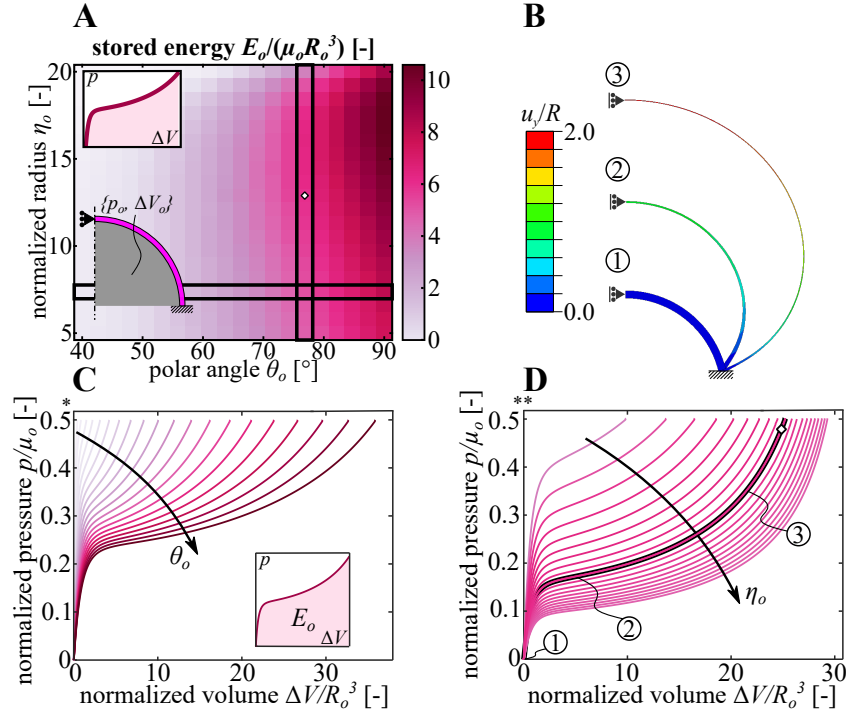 A
stored energy E_o/(μ_oR_o^3) [-]
normalized radius η_o [-]
20
15
10
5
p
ΔV
{p_o, ΔV_o}
40
50
60
70
80
90
polar angle θ_o [°]
10
8
6
4
2
0
B
u_y/R
2.0
0.0
3
2
1
C
*
normalized pressure p/μ_o [-]
0.5
0.4
0.3
0.2
0.1
0
θ_o
p
E_o
ΔV
0
10
20
30
normalized volume ΔV/R_o^3 [-]
D
**
normalized pressure p/μ_o [-]
0.5
0.4
0.3
0.2
0.1
0
3
η_o
2
1
0
10
20
30
normalized volume ΔV/R_o^3 [-]